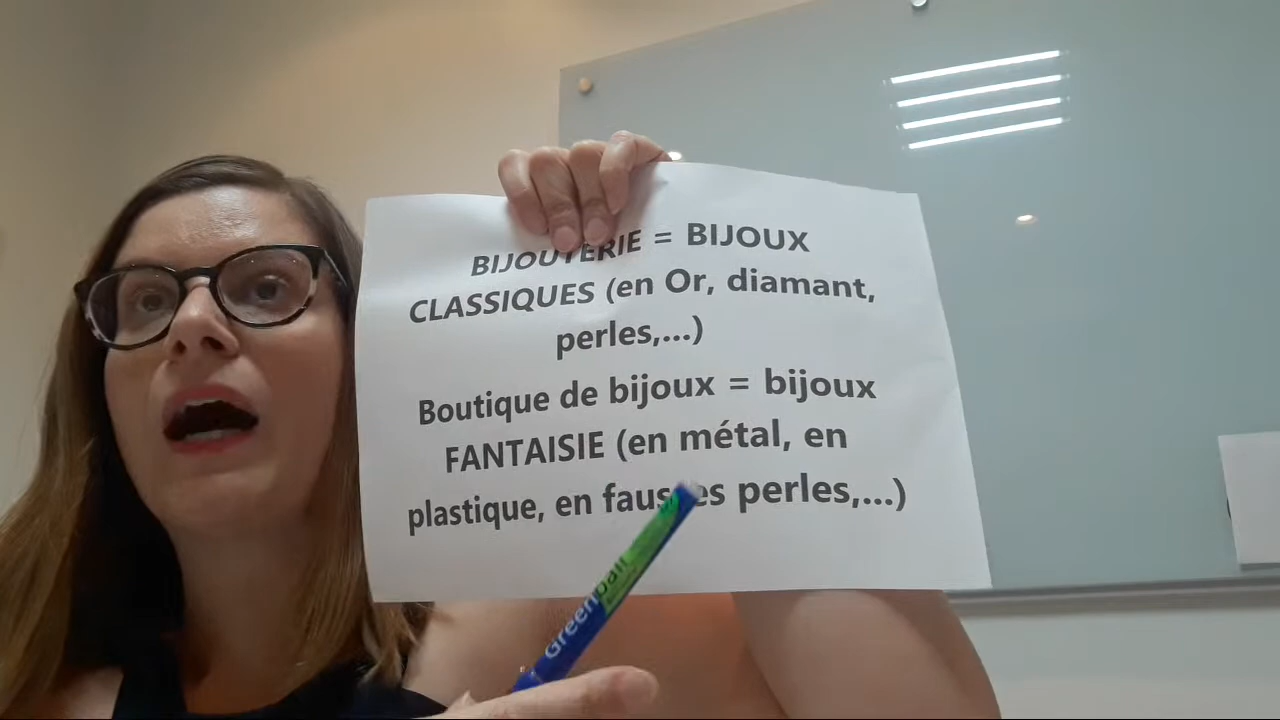 BIJOUTERIE = BIJOUX
CLASSIQUES (en Or, diamant,
perles,...)
Boutique de bijoux = bijoux
FANTAISIE (en métal, en
plastique, en fausses perles,...)
Greenball